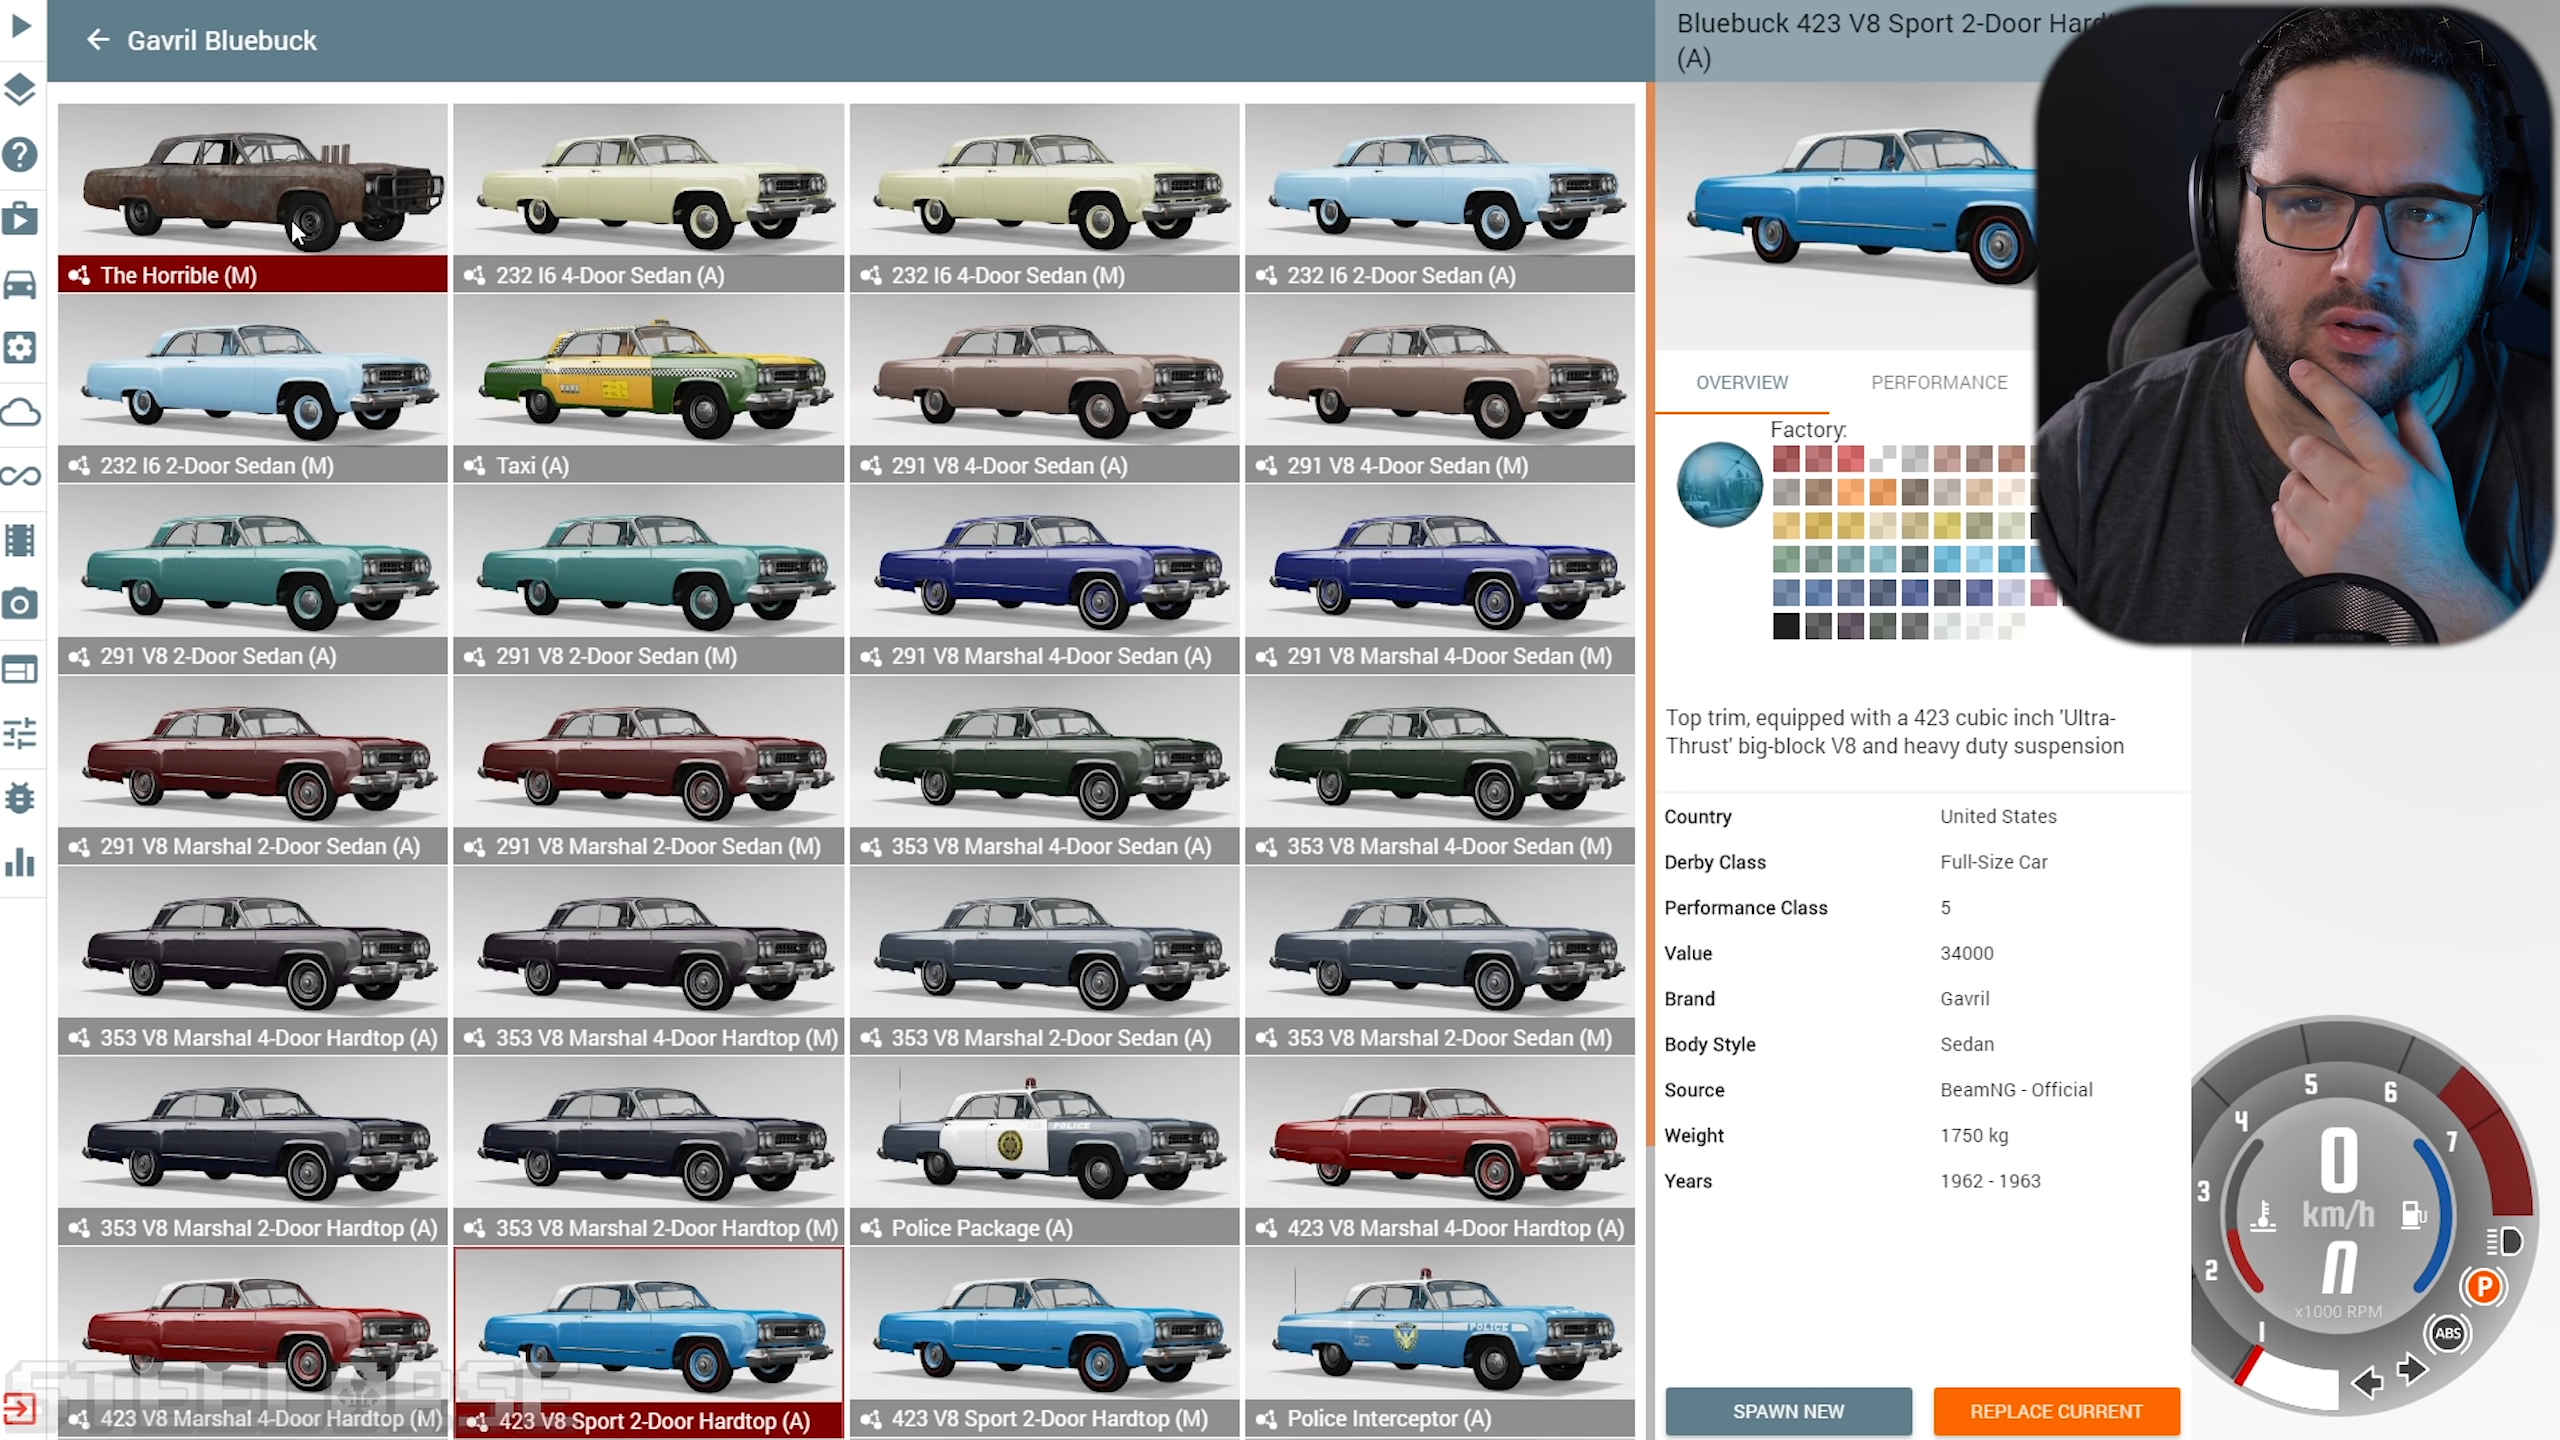 Gavril Bluebuck
The Horrible (M)
232 I6 4-Door Sedan (A)
232 I6 4-Door Sedan (M)
232 I6 2-Door Sedan (A)
232 I6 2-Door Sedan (M)
TAXI
Taxi (A)
291 V8 4-Door Sedan (A)
291 V8 4-Door Sedan (M)
291 V8 2-Door Sedan (A)
291 V8 2-Door Sedan (M)
291 V8 Marshal 4-Door Sedan (A)
291 V8 Marshal 4-Door Sedan (M)
291 V8 Marshal 2-Door Sedan (A)
291 V8 Marshal 2-Door Sedan (M)
353 V8 Marshal 4-Door Sedan (A)
353 V8 Marshal 4-Door Sedan (M)
353 V8 Marshal 4-Door Hardtop (A)
353 V8 Marshal 4-Door Hardtop (M)
353 V8 Marshal 2-Door Sedan (A)
353 V8 Marshal 2-Door Sedan (M)
353 V8 Marshal 2-Door Hardtop (A)
353 V8 Marshal 2-Door Hardtop (M)
POLICE
Police Package (A)
423 V8 Marshal 4-Door Hardtop (A)
423 V8 Marshal 4-Door Hardtop (M)
423 V8 Sport 2-Door Hardtop (A)
423 V8 Sport 2-Door Hardtop (M)
POLICE
Police Interceptor (A)
Bluebuck 423 V8 Sport 2-Door
(A)
OVERVIEW
PERFORMANCE
Factory:
Top trim, equipped with a 423 cubic inch 'Ultra-
Thrust' big-block V8 and heavy duty suspension
Country United States
Derby Class Full-Size Car
Performance Class 5
Value 34000
Brand Gavril
Body Style Sedan
Source BeamNG - Official
Weight 1750 kg
Years 1962 - 1963
SPAWN NEW
REPLACE CURRENT
1
2
3
4
5
6
7
0
km/h
n
x1000 RPM
P
ABS